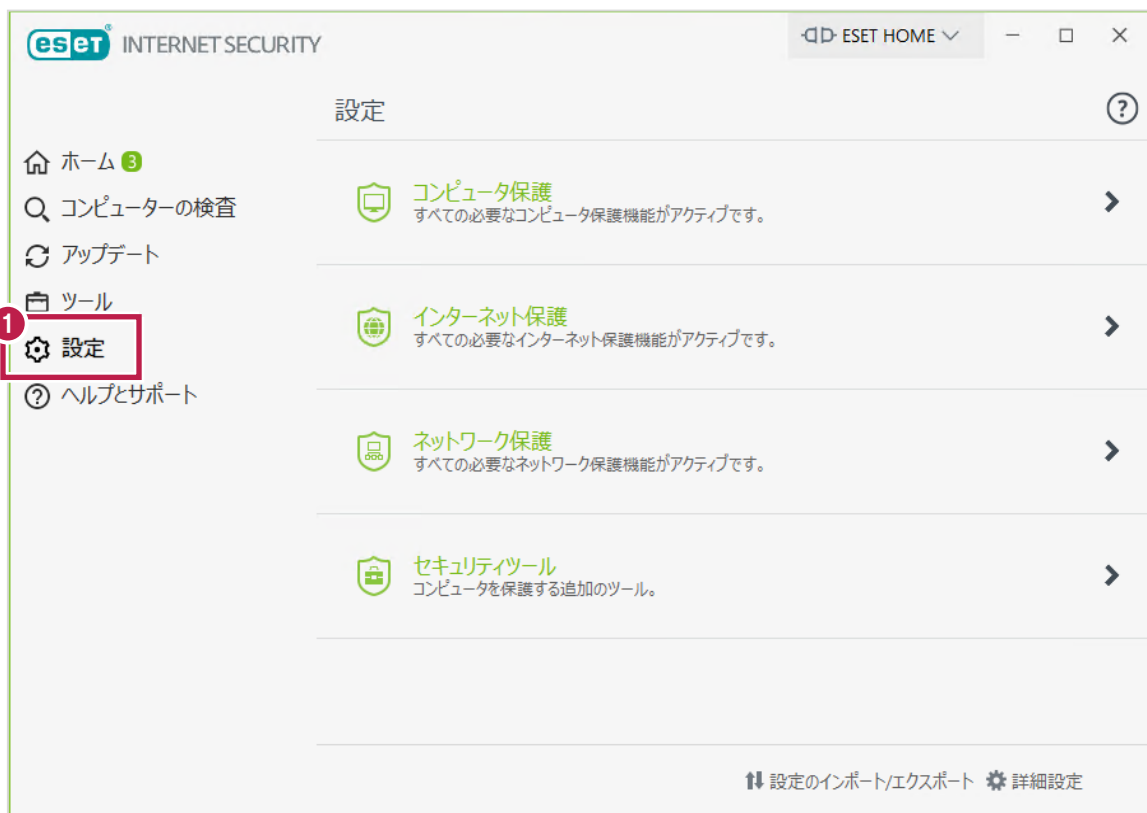 eset INTERNET SECURITY
ESET HOME
設定
ホーム 3
コンピューターの検査
アップデート
ツール
1
設定
ヘルプとサポート
コンピュータ保護
すべての必要なコンピュータ保護機能がアクティブです。
インターネット保護
すべての必要なインターネット保護機能がアクティブです。
ネットワーク保護
すべての必要なネットワーク保護機能がアクティブです。
セキュリティツール
コンピュータを保護する追加のツール。
設定のインポート/エクスポート 詳細設定